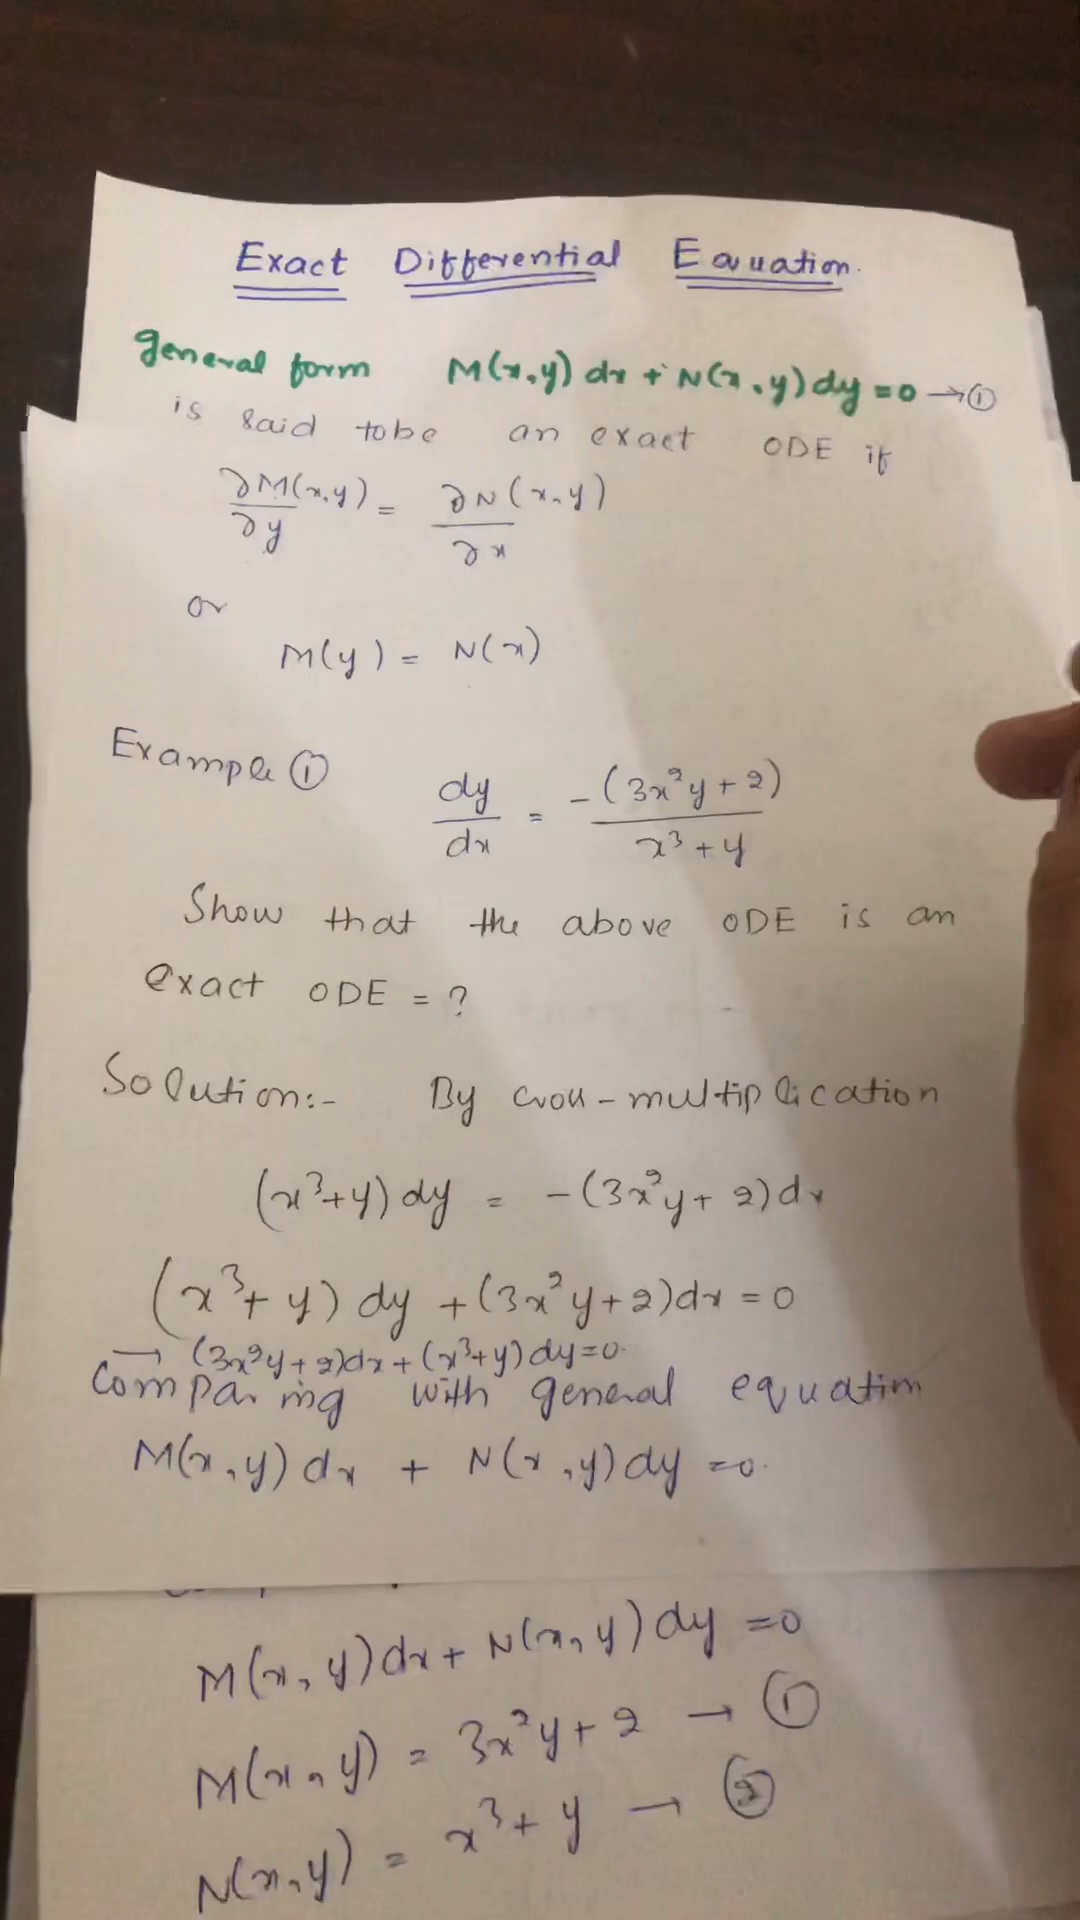 Exact Differential Equation.
general form M(x,y) dx + N(x,y) dy = 0 → ①
is said tobe an exact ODE if
∂M(x,y)/∂y = ∂N(x,y)/∂x
or
M(y) = N(x)
Example ① dy/dx = -(3x²y + 2)/x³ + y
Show that the above ODE is an
exact ODE = ?
Solution:- By cross-multiplication
(x³+y) dy = -(3x²y + 2) dx
(x³ + y) dy + (3x²y + 2) dx = 0
→ (3x²y + 2) dx + (x³+y) dy = 0.
Comparing with general equation
M(x,y) dx + N(x,y) dy = 0.
M(x,y) dx + N(x,y) dy = 0
M(x,y) = 3x²y + 2 → ①
N(x,y) = x³ + y → ②